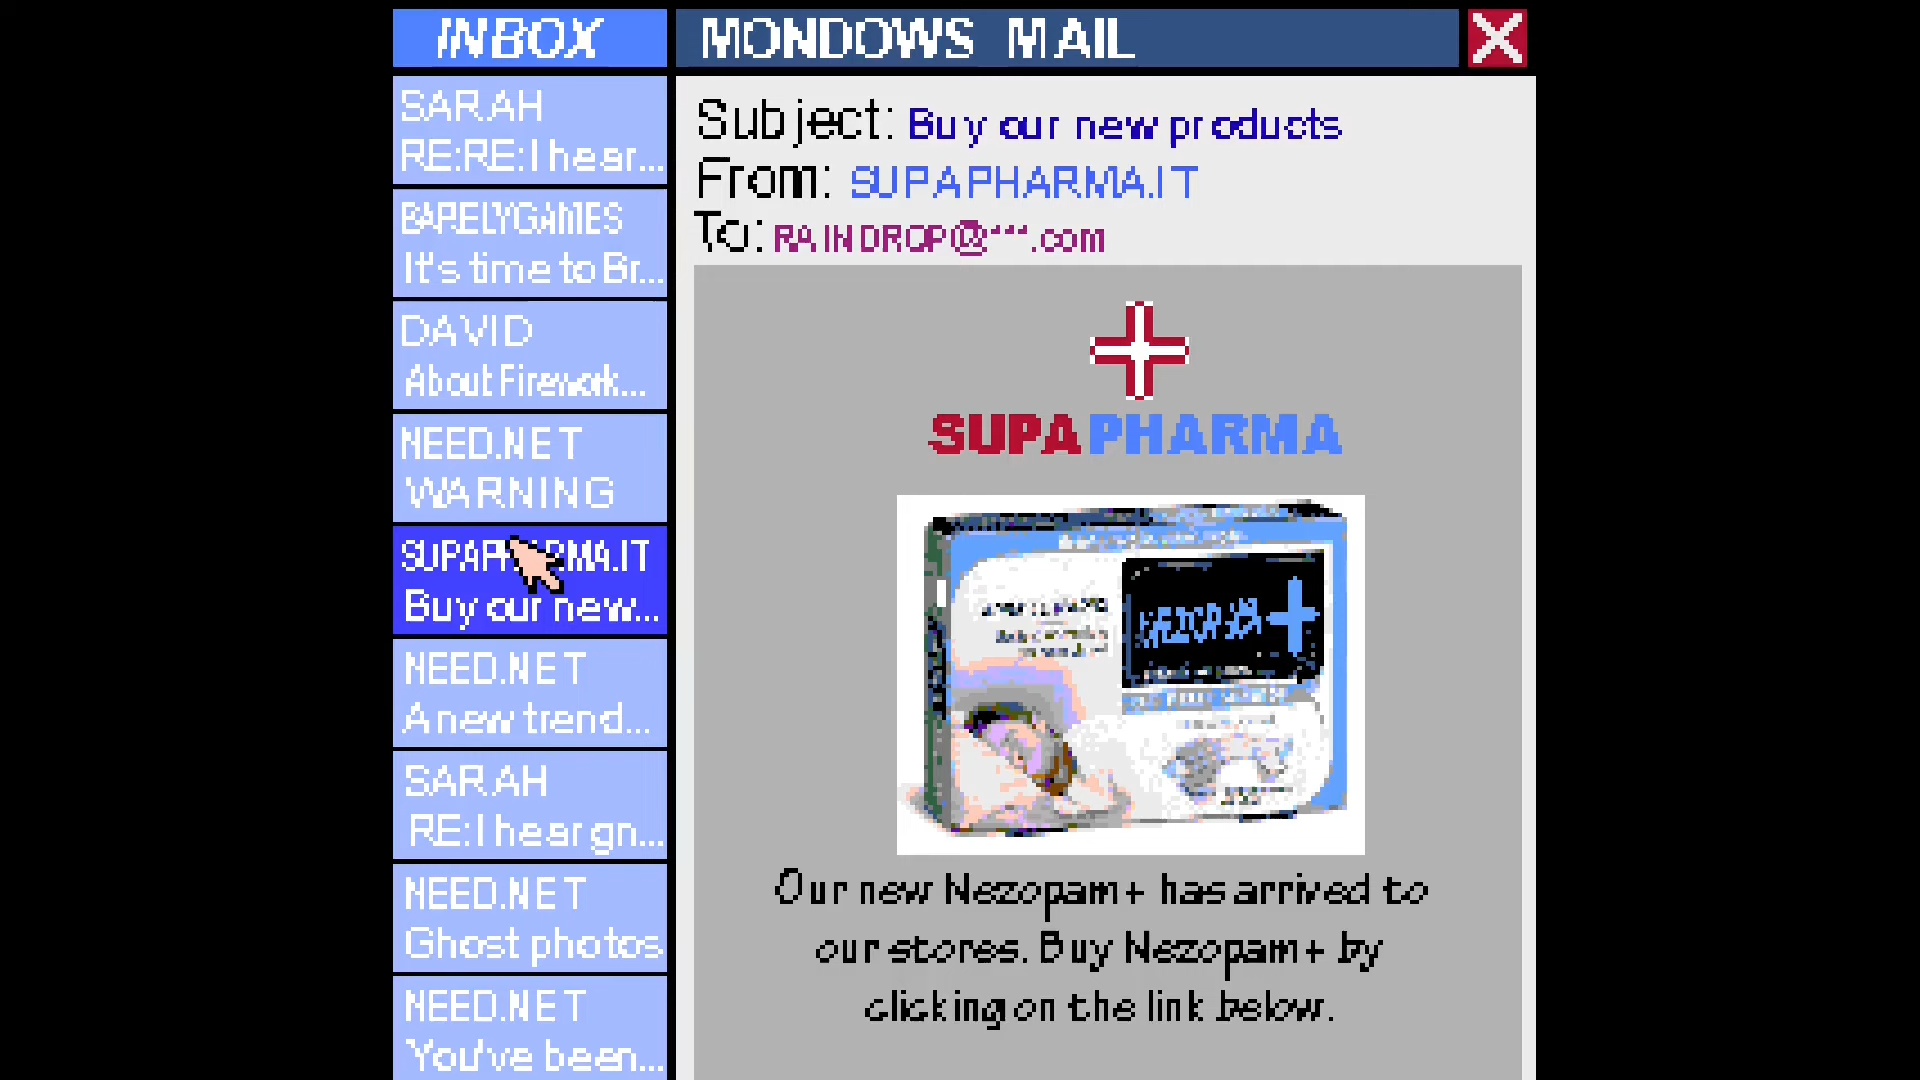 INBOX
MONDOWS MAIL
SARAH
RE:RE:I hear...
BARELYGAMES
It's time to Br...
DAVID
About Firework...
NEED.NET
WARNING
SUPAPHARMA.IT
Buy our new...
NEED.NET
A new trend...
SARAH
RE:I hear gn...
NEED.NET
Ghost photos
NEED.NET
You've been...
Subject: Buy our new products
From: SUPAPHARMA.IT
To: RAINDROP@***.com
SUPAPHARMA
Our new Nezopam+ has arrived to
our stores. Buy Nezopam+ by
clicking on the link below.